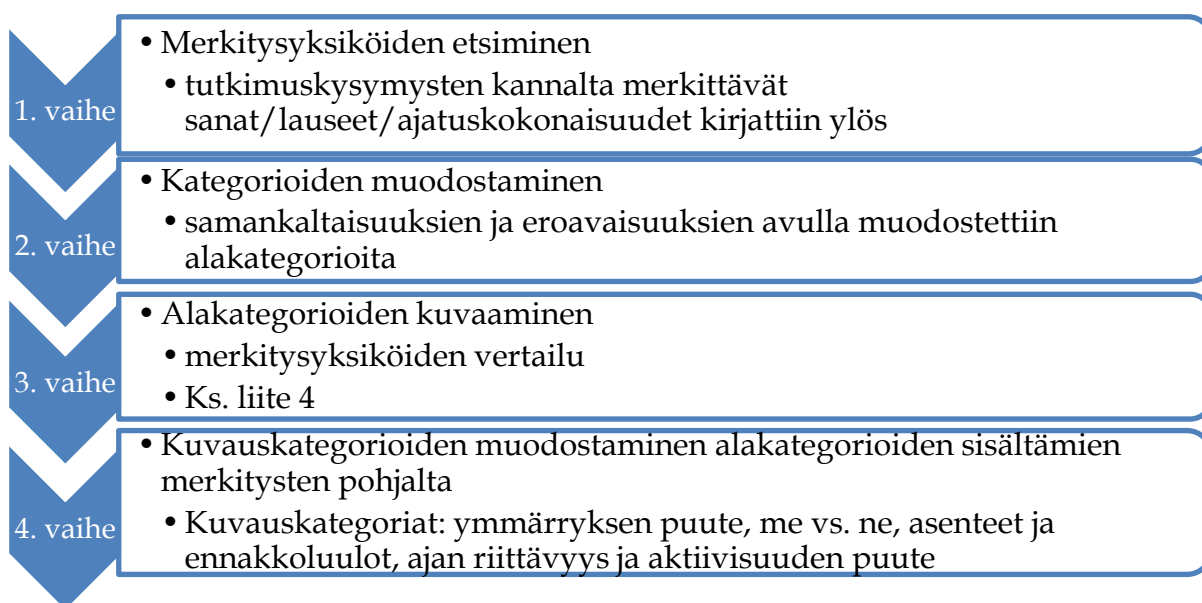 1. vaihe
• Merkitysyksiköiden etsiminen
• tutkimuskysymysten kannalta merkittävät
sanat/lauseet/ajatuskokonaisuudet kirjattiin ylös
2. vaihe
• Kategorioiden muodostaminen
• samankaltaisuuksien ja eroavaisuuksien avulla muodostettiin
alakategorioita
3. vaihe
• Alakategorioiden kuvaaminen
• merkitysyksiköiden vertailu
• Ks. liite 4
4. vaihe
• Kuvauskategorioiden muodostaminen alakategorioiden sisältämien
merkitysten pohjalta
• Kuvauskategoriat: ymmärryksen puute, me vs. ne, asenteet ja
ennakkoluulot, ajan riittävyys ja aktiivisuuden puute